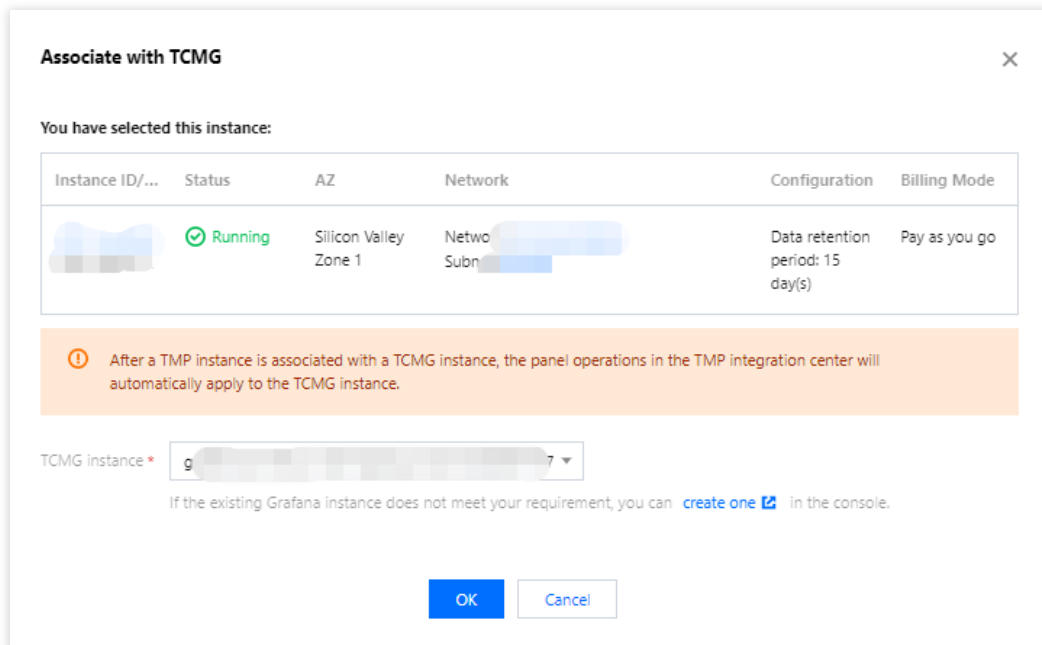 Associate with TCMG
You have selected this instance:
Instance ID/... Status AZ Network Configuration Billing Mode
Running Silicon Valley Netwo Data retention Pay as you go
Zone 1 Subn period: 15
day(s)
After a TMP instance is associated with a TCMG instance, the panel operations in the TMP integration center will
automatically apply to the TCMG instance.
TCMG instance * g 7
If the existing Grafana instance does not meet your requirement, you can create one in the console.
OK Cancel